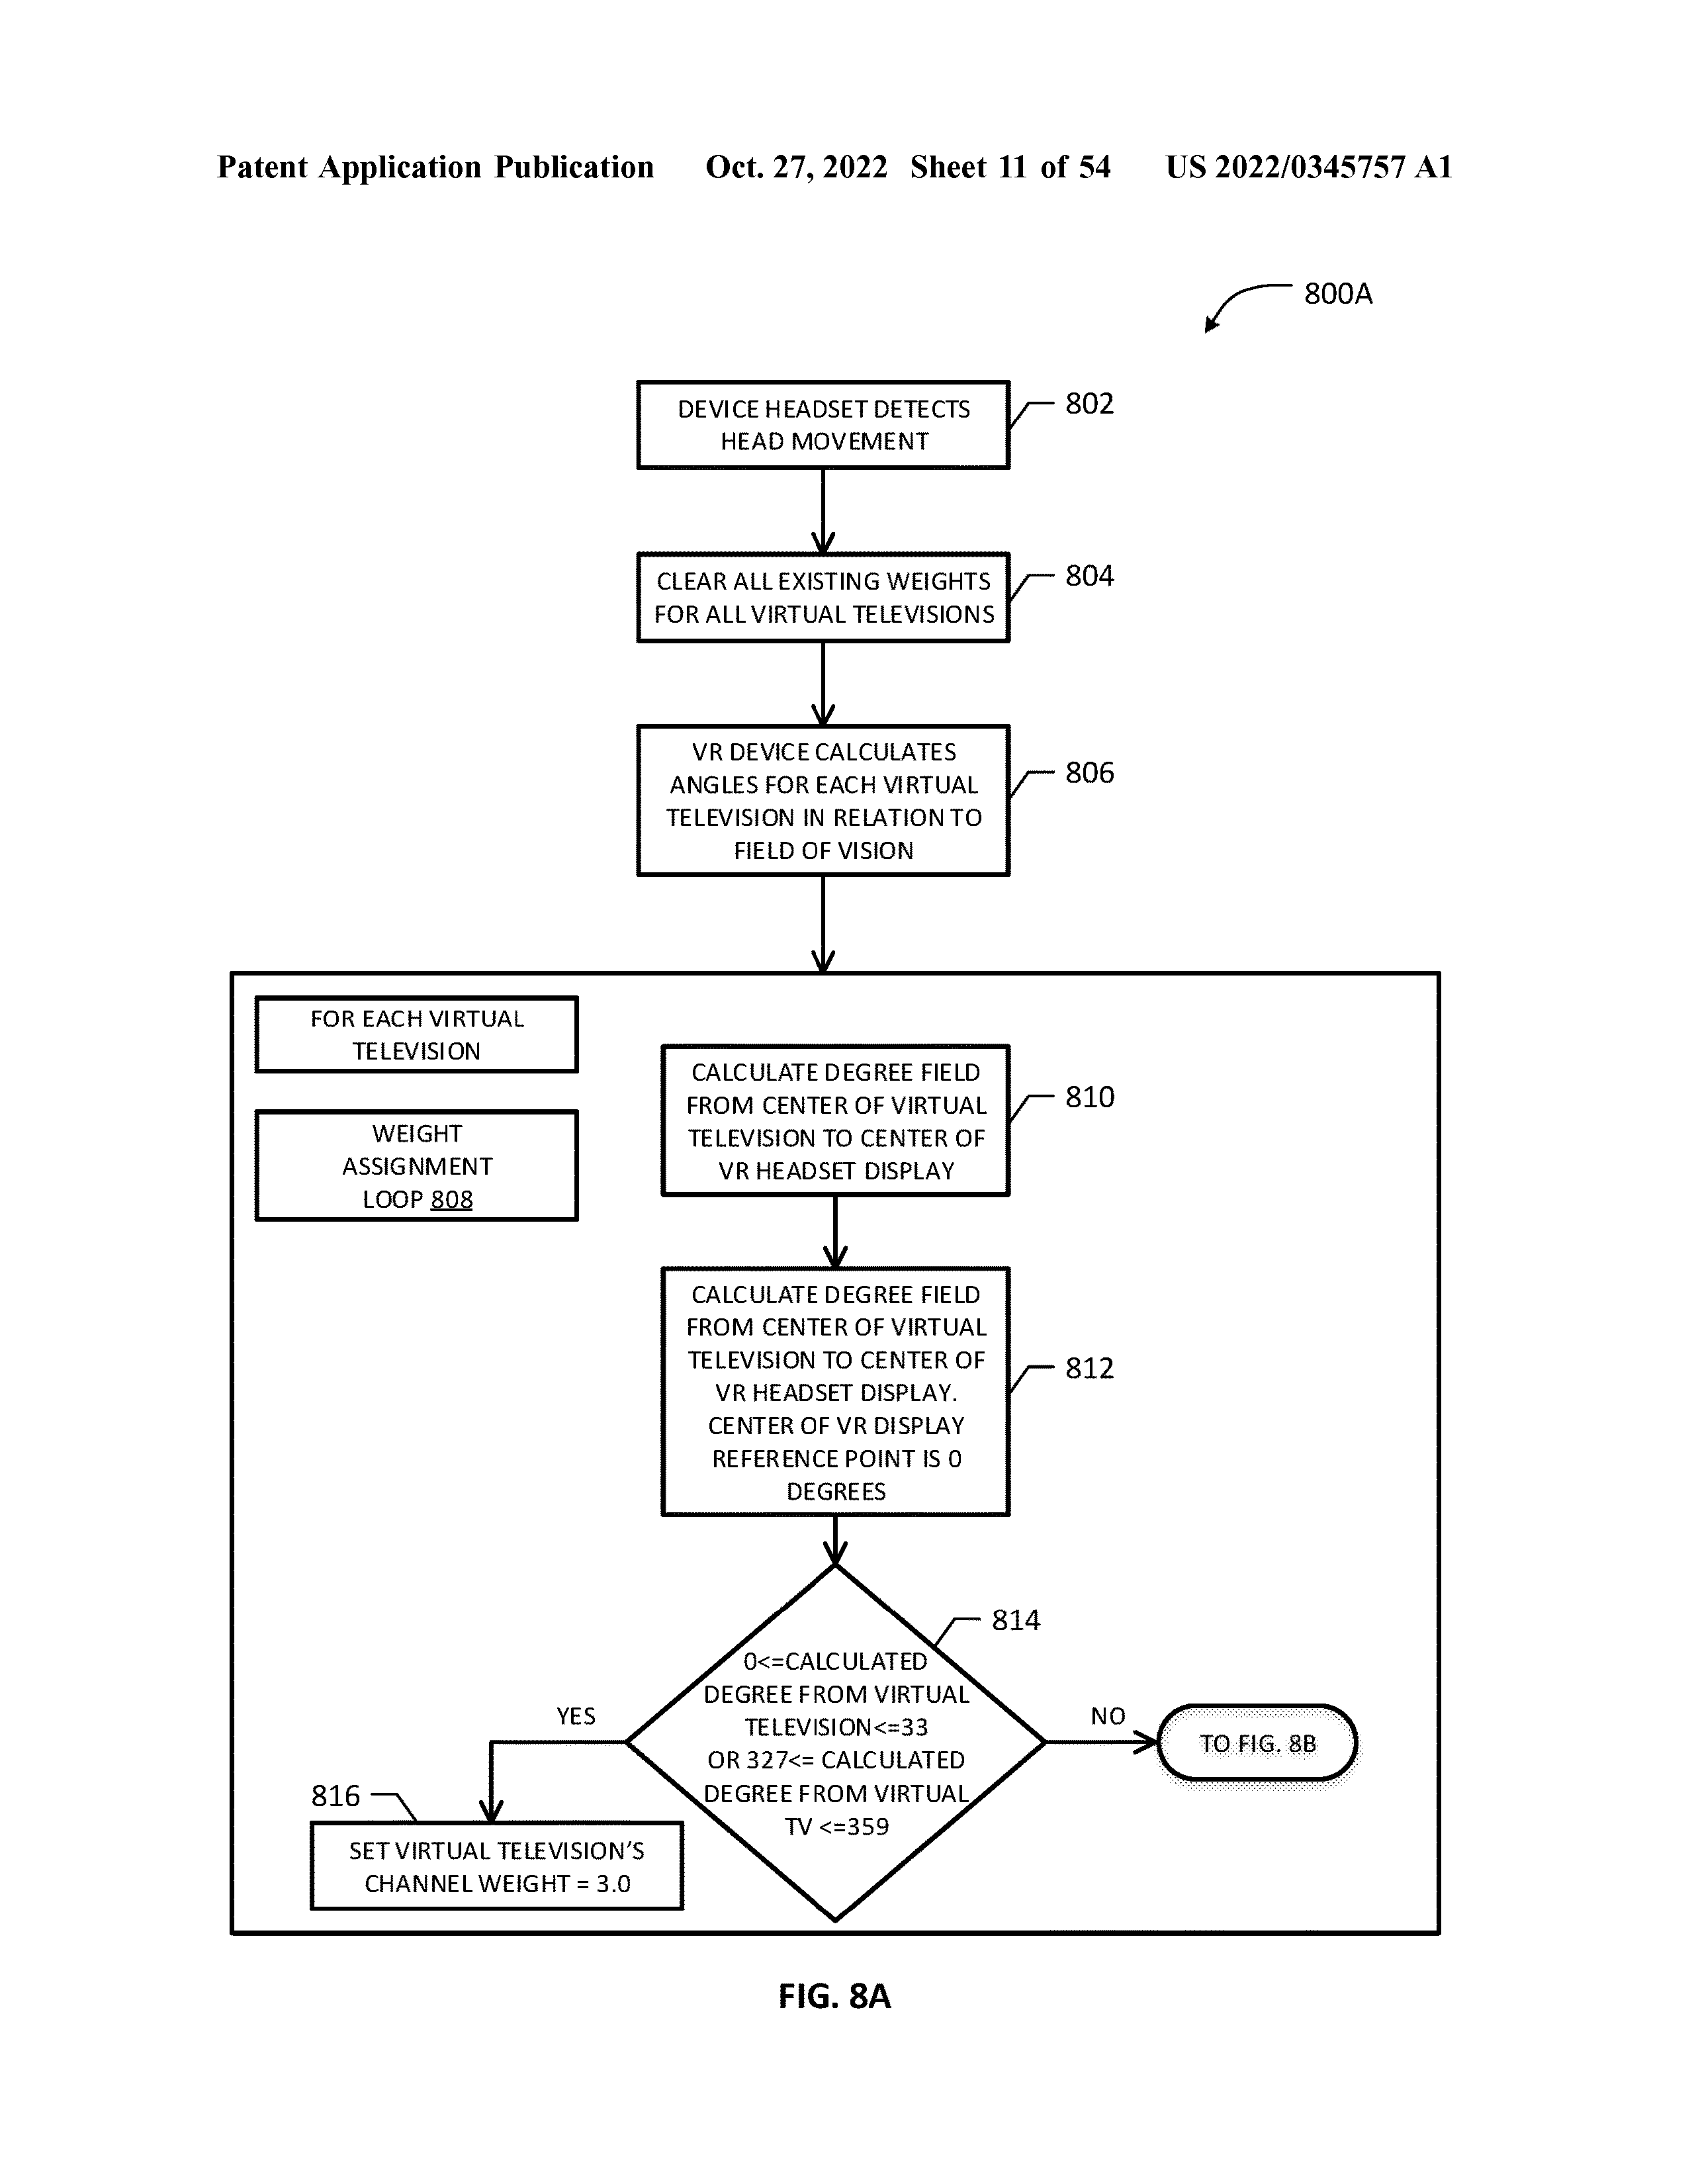 Patent Application Publication Oct. 27, 2022 Sheet 11 of 54 US 2022/0345757 A1
800A
DEVICE HEADSET DETECTS
HEAD MOVEMENT
802
CLEAR ALL EXISTING WEIGHTS
FOR ALL VIRTUAL TELEVISIONS
804
VR DEVICE CALCULATES
ANGLES FOR EACH VIRTUAL
TELEVISION IN RELATION TO
FIELD OF VISION
806
FOR EACH VIRTUAL
TELEVISION
WEIGHT
ASSIGNMENT
LOOP 808
CALCULATE DEGREE FIELD
FROM CENTER OF VIRTUAL
TELEVISION TO CENTER OF
VR HEADSET DISPLAY
810
CALCULATE DEGREE FIELD
FROM CENTER OF VIRTUAL
TELEVISION TO CENTER OF
VR HEADSET DISPLAY.
CENTER OF VR DISPLAY
REFERENCE POINT IS 0
DEGREES
812
814
0<=CALCULATED
DEGREE FROM VIRTUAL
TELEVISION<=33
OR 327<= CALCULATED
DEGREE FROM VIRTUAL
TV <=359
YES
NO
TO FIG. 8B
816
SET VIRTUAL TELEVISION'S
CHANNEL WEIGHT = 3.0
FIG. 8A